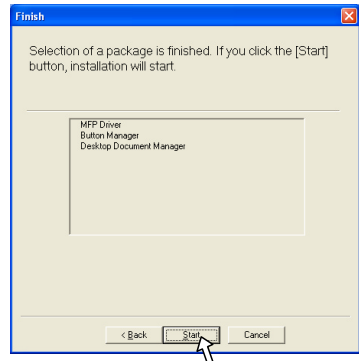 Finish
Selection of a package is finished. If you click the [Start]
button, installation will start.
MFP Driver
Button Manager
Desktop Document Manager
< Back
Start
Cancel